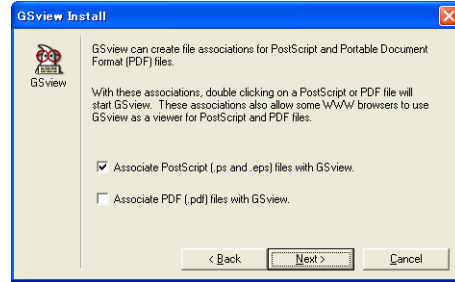 GSview Install
GSview
GSview can create file associations for PostScript and Portable Document
Format (PDF) files.
With these associations, double clicking on a PostScript or PDF file will
start GSview. These associations also allow some WWW browsers to use
GSview as a viewer for PostScript and PDF files.
Associate PostScript (.ps and .eps) files with GSview.
Associate PDF (.pdf) files with GSview.
< Back Next > Cancel